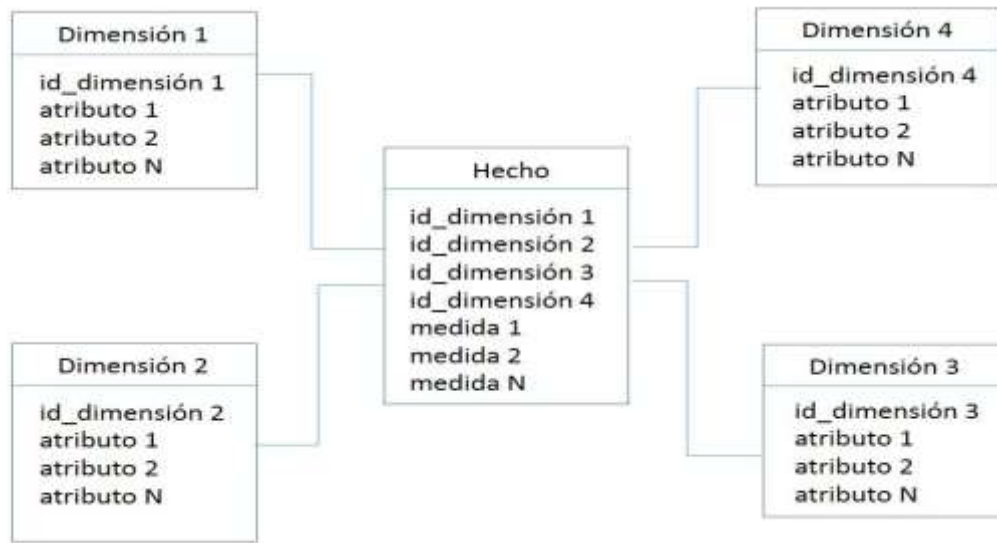 Dimensión 1
id_dimensión 1
atributo 1
atributo 2
atributo N
Dimensión 4
id_dimensión 4
atributo 1
atributo 2
atributo N
Hecho
id_dimensión 1
id_dimensión 2
id_dimensión 3
id_dimensión 4
medida 1
medida 2
medida N
Dimensión 2
id_dimensión 2
atributo 1
atributo 2
atributo N
Dimensión 3
id_dimensión 3
atributo 1
atributo 2
atributo N